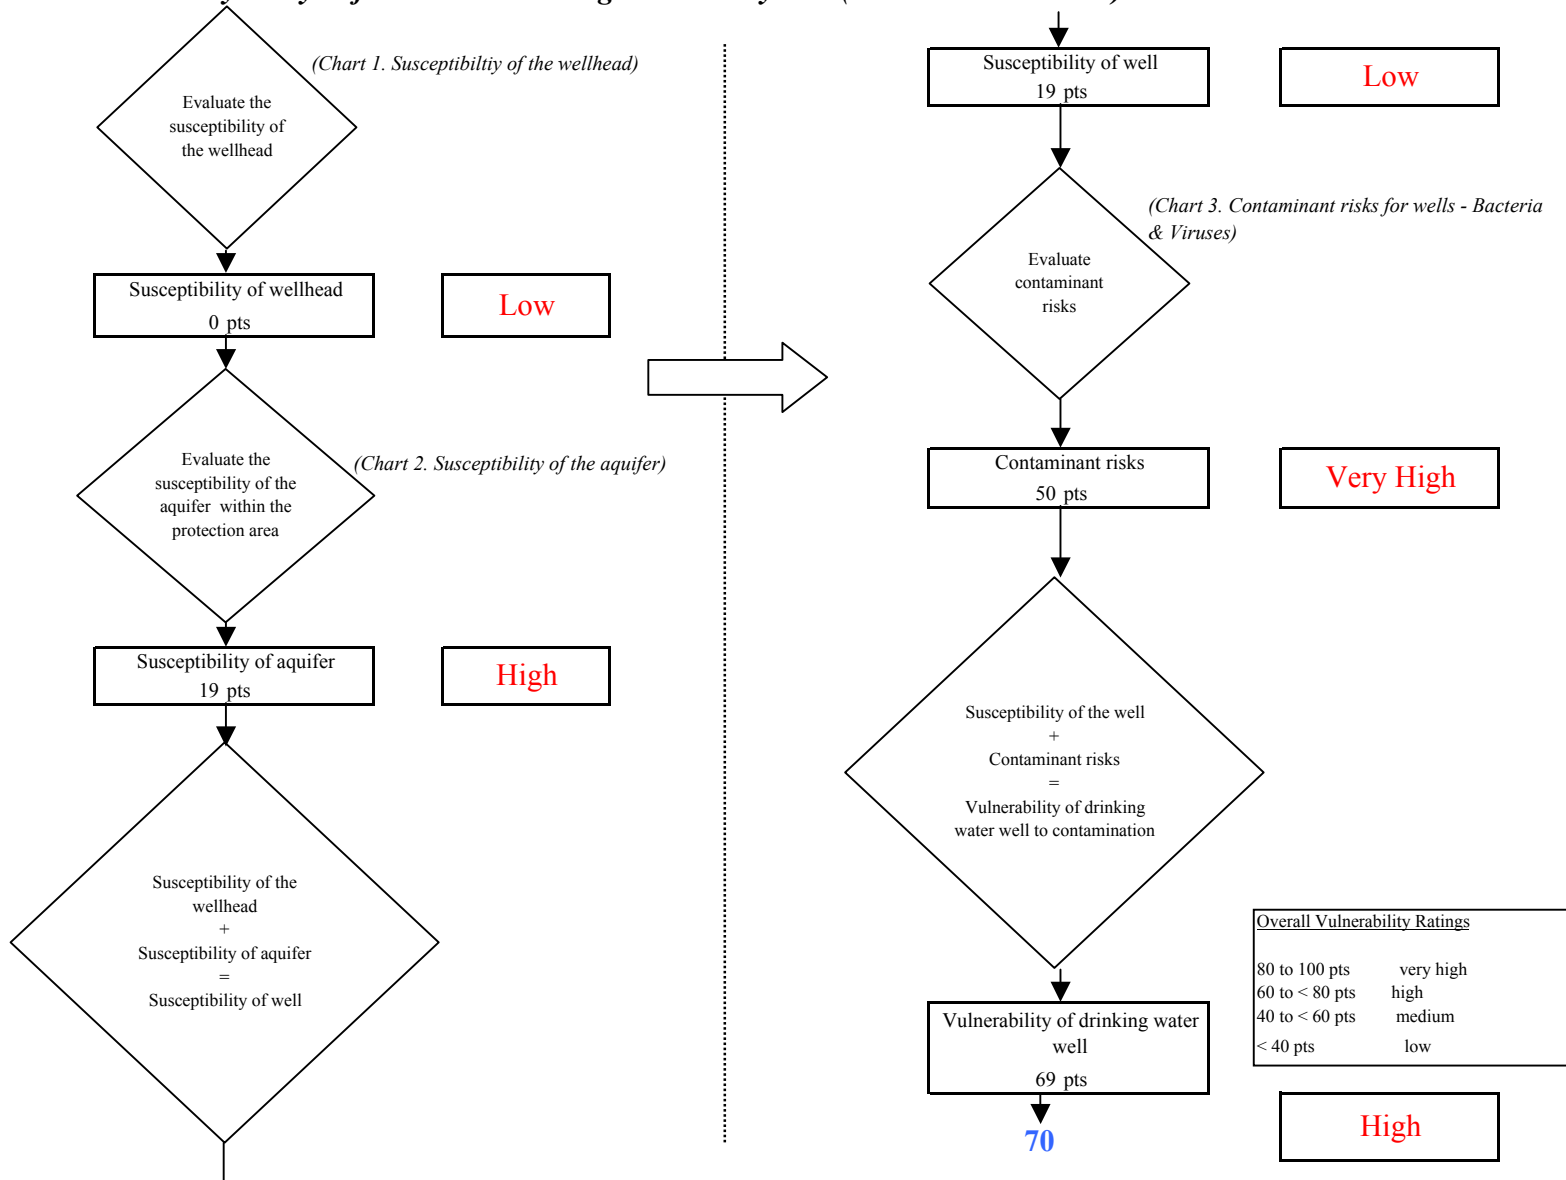 (Chart 1. Susceptibiltiy of the wellhead)
Evaluate the
susceptibility of
the wellhead
Susceptibility of wellhead
0 pts
Low
Evaluate the
susceptibility of the
aquifer within the
protection area
(Chart 2. Susceptibility of the aquifer)
Susceptibility of aquifer
19 pts
High
Susceptibility of the
wellhead
+
Susceptibility of aquifer
=
Susceptibility of well
Susceptibility of well
19 pts
Low
(Chart 3. Contaminant risks for wells - Bacteria
& Viruses)
Evaluate
contaminant
risks
Contaminant risks
50 pts
Very High
Susceptibility of the well
+
Contaminant risks
=
Vulnerability of drinking
water well to contamination
Overall Vulnerability Ratings
80 to 100 pts very high
60 to < 80 pts high
40 to < 60 pts medium
< 40 pts low
Vulnerability of drinking water
well
69 pts
70
High